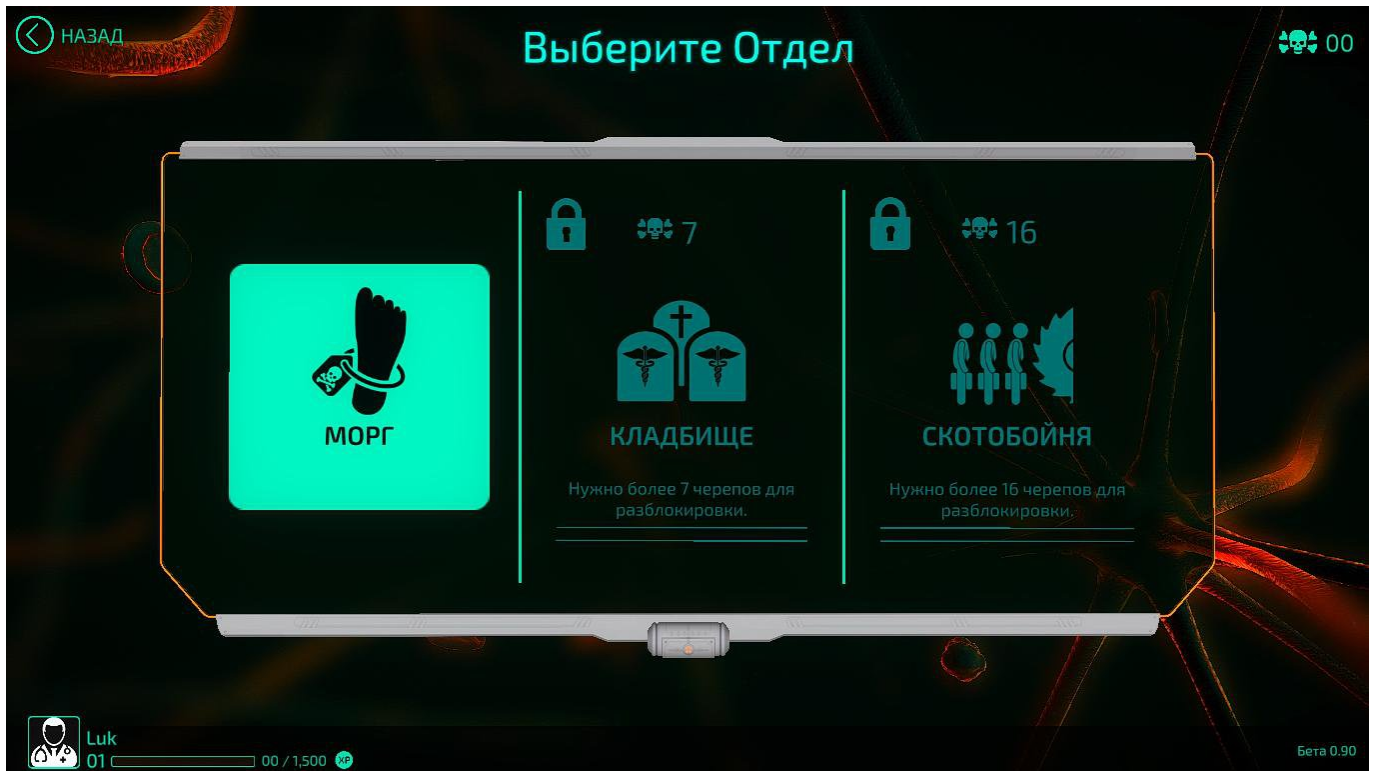 НАЗАД
Выберите Отдел
00
7
16
МОРГ
КЛАДБИЩЕ
СКОТОБОЙНЯ
Нужно более 7 черепов для
разблокировки.
Нужно более 16 черепов для
разблокировки.
Luk
01
00 / 1,500
XP
Бета 0.90